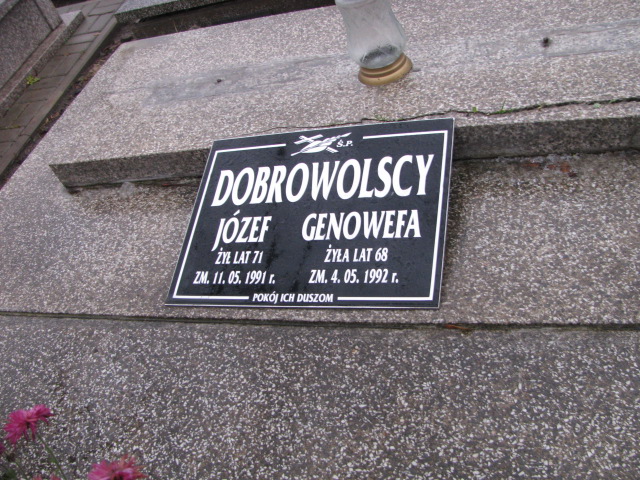 Ś.P.
DOBROWOLSCY
JÓZEF GENOWEFA
ŻYŁ LAT 71 ŻYŁA LAT 68
ZM. 11. 05. 1991 r. ZM. 4. 05. 1992 r.
POKÓJ ICH DUSZOM